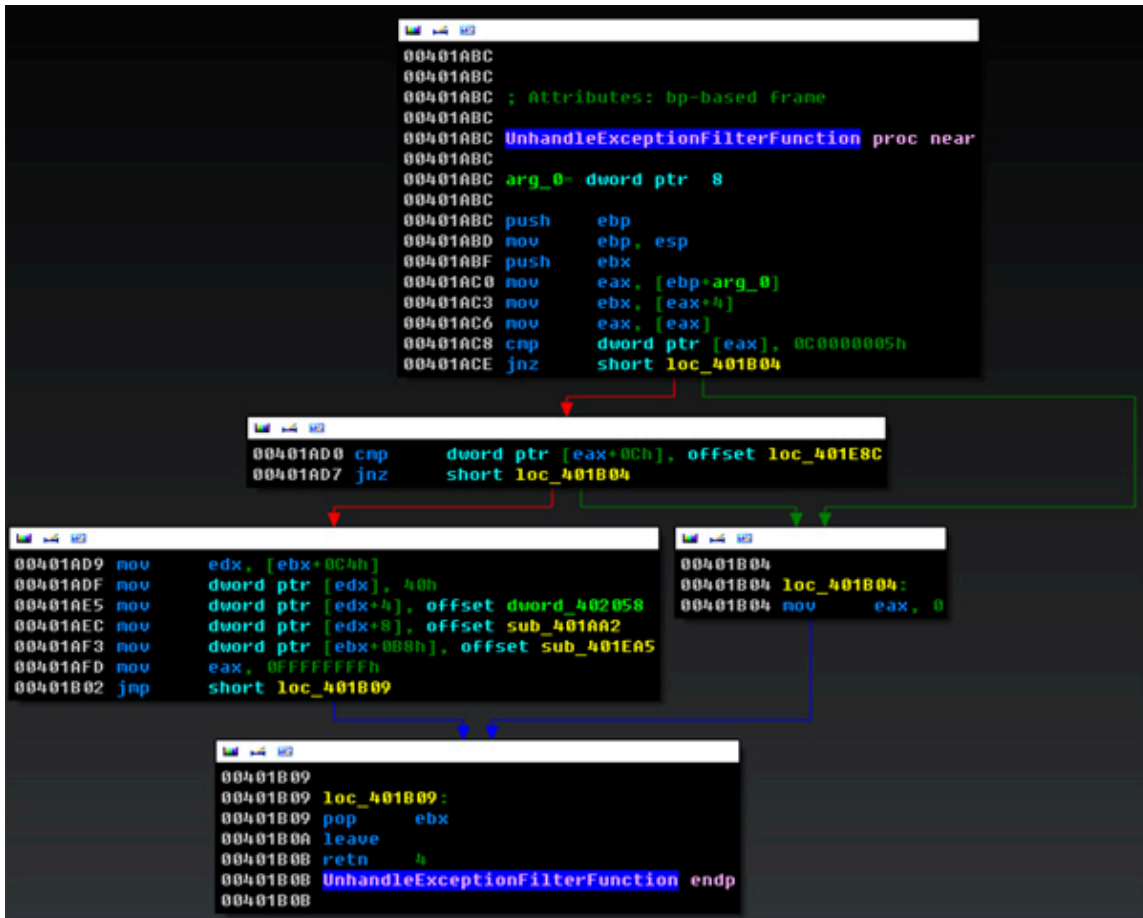 00401ABC
00401ABC
00401ABC ; Attributes: bp-based frame
00401ABC
00401ABC UnhandleExceptionFilterFunction proc near
00401ABC
00401ABC arg_0= dword ptr  8
00401ABC
00401ABC push ebp
00401ABD mov ebp, esp
00401ABF push ebx
00401AC0 mov eax, [ebp+arg_0]
00401AC3 mov ebx, [eax+4]
00401AC6 mov eax, [eax]
00401AC8 cmp dword ptr [eax], 0C0000005h
00401ACE jnz short loc_401B04
00401AD0 cmp dword ptr [eax+0Ch], offset loc_401E8C
00401AD7 jnz short loc_401B04
00401AD9 mov edx, [ebx+0C4h]
00401ADF mov dword ptr [edx], 40h
00401AE5 mov dword ptr [edx+4], offset dword_402058
00401AEC mov dword ptr [edx+8], offset sub_401AA2
00401AF3 mov dword ptr [ebx+0B8h], offset sub_401EA5
00401AFD mov eax, 0FFFFFFFFh
00401B02 jmp short loc_401B09
00401B04
00401B04 loc_401B04:
00401B04 mov eax, 0
00401B09
00401B09 loc_401B09:
00401B09 pop ebx
00401B0A leave
00401B0B retn 4
00401B0B UnhandleExceptionFilterFunction endp
00401B0B